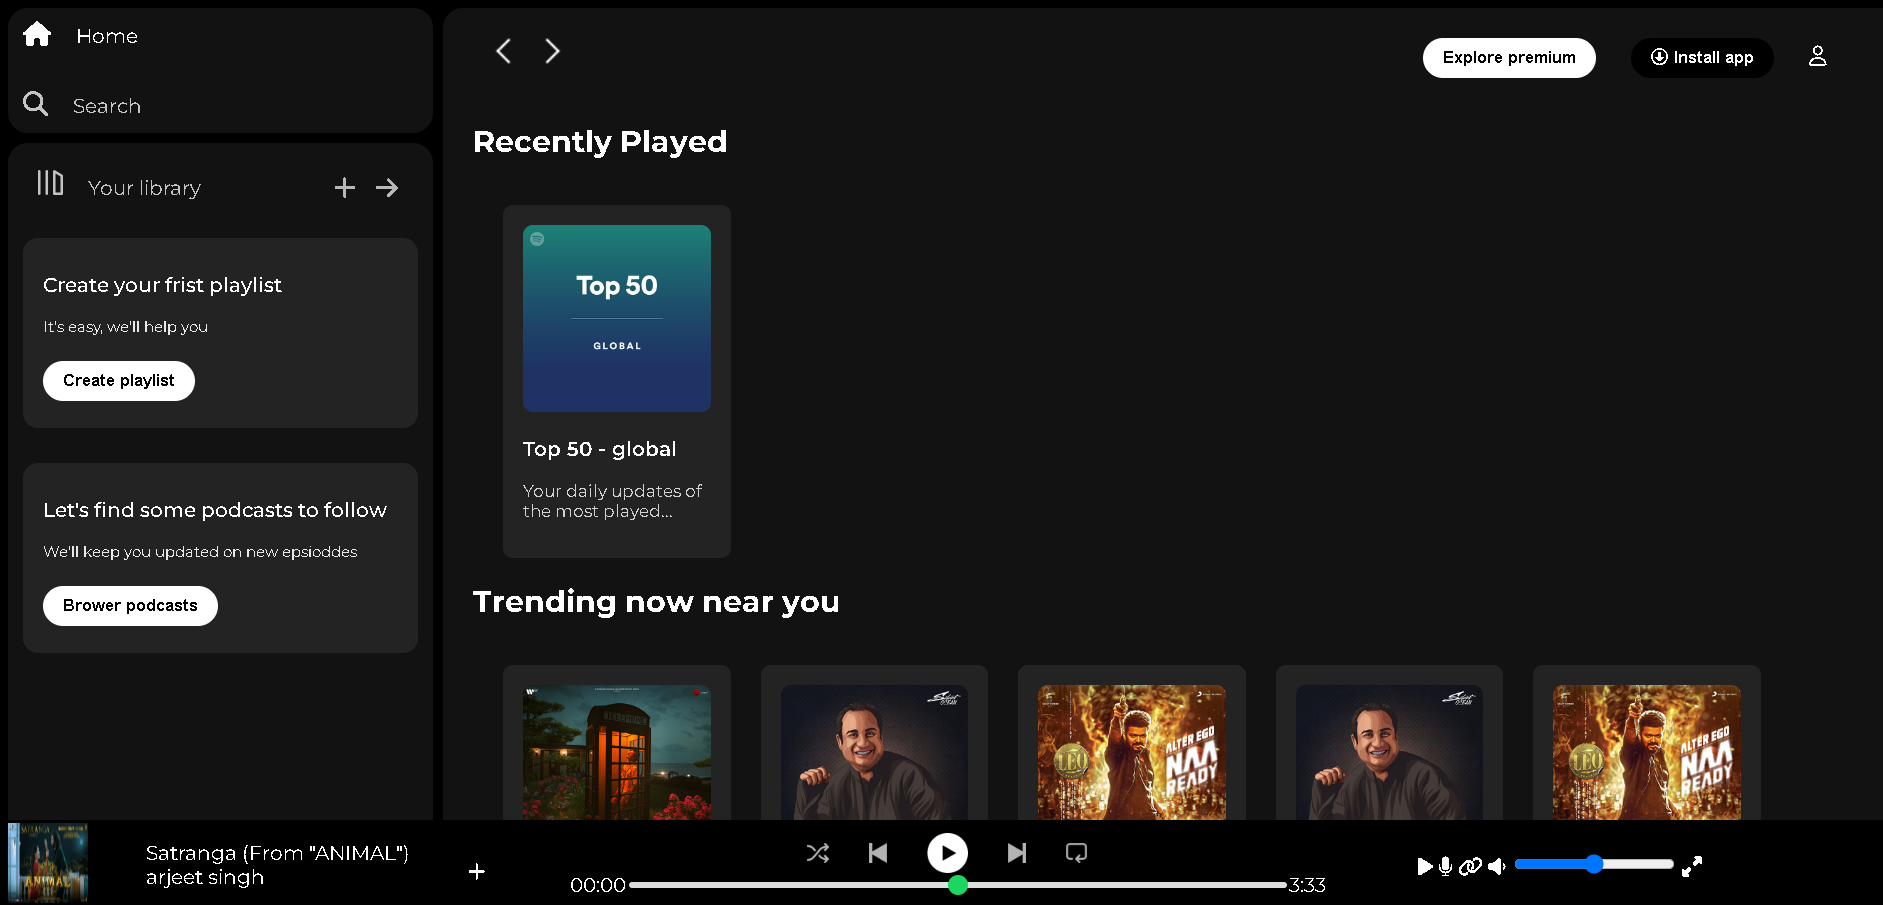 Home
Search
Your library
Create your frist playlist
It's easy, we'll help you
Create playlist
Let's find some podcasts to follow
We'll keep you updated on new epsioddes
Brower podcasts
Explore premium
Install app
Recently Played
Top 50
GLOBAL
Top 50 - global
Your daily updates of
the most played...
Trending now near you
ALTER EGO
NAA
READY
LEO
ALTER EGO
NAA
READY
LEO
SATRANGA
ANIMAL
Satranga (From "ANIMAL")
arjeet singh
00:00
3:33